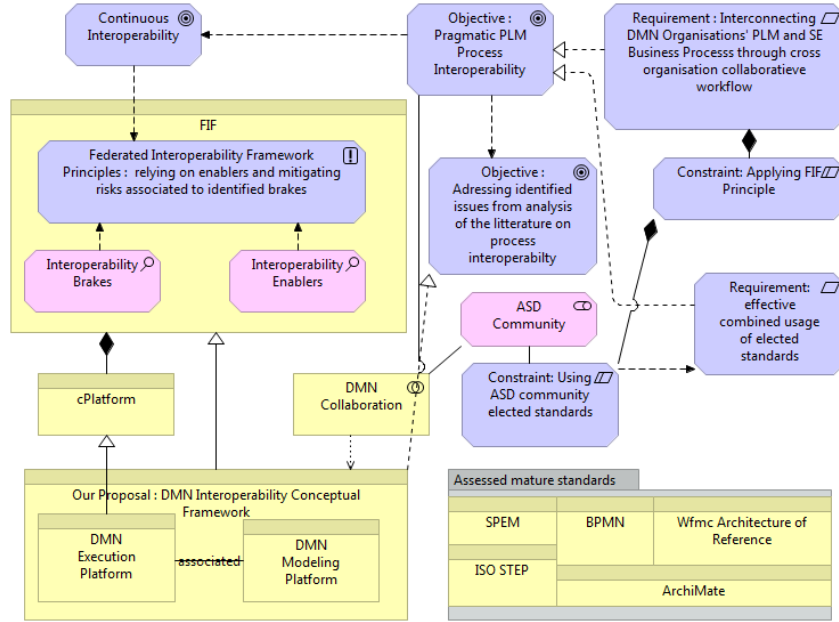 Continuous
Interoperability
Objective :
Pragmatic PLM
Process
Interoperability
Requirement : Interconnecting
DMN Organisations' PLM and SE
Business Processs through cross
organisation collaboratieve
workflow
FIF
Federated Interoperability Framework
Principles : relying on enablers and mitigating
risks associated to identified brakes
Objective :
Adressing identified
issues from analysis
of the litterature on
process
interoperabilty
Constraint: Applying FIF
Principle
Interoperability
Brakes
Interoperability
Enablers
Requirement:
effective
combined usage
of elected
standards
ASD
Community
cPlatform
DMN
Collaboration
Constraint: Using
ASD community
elected standards
Our Proposal : DMN Interoperability Conceptual
Framework
DMN
Execution
Platform
associated
DMN
Modeling
Platform
Assessed mature standards
SPEM
BPMN
Wfmc Architecture of
Reference
ISO STEP
ArchiMate